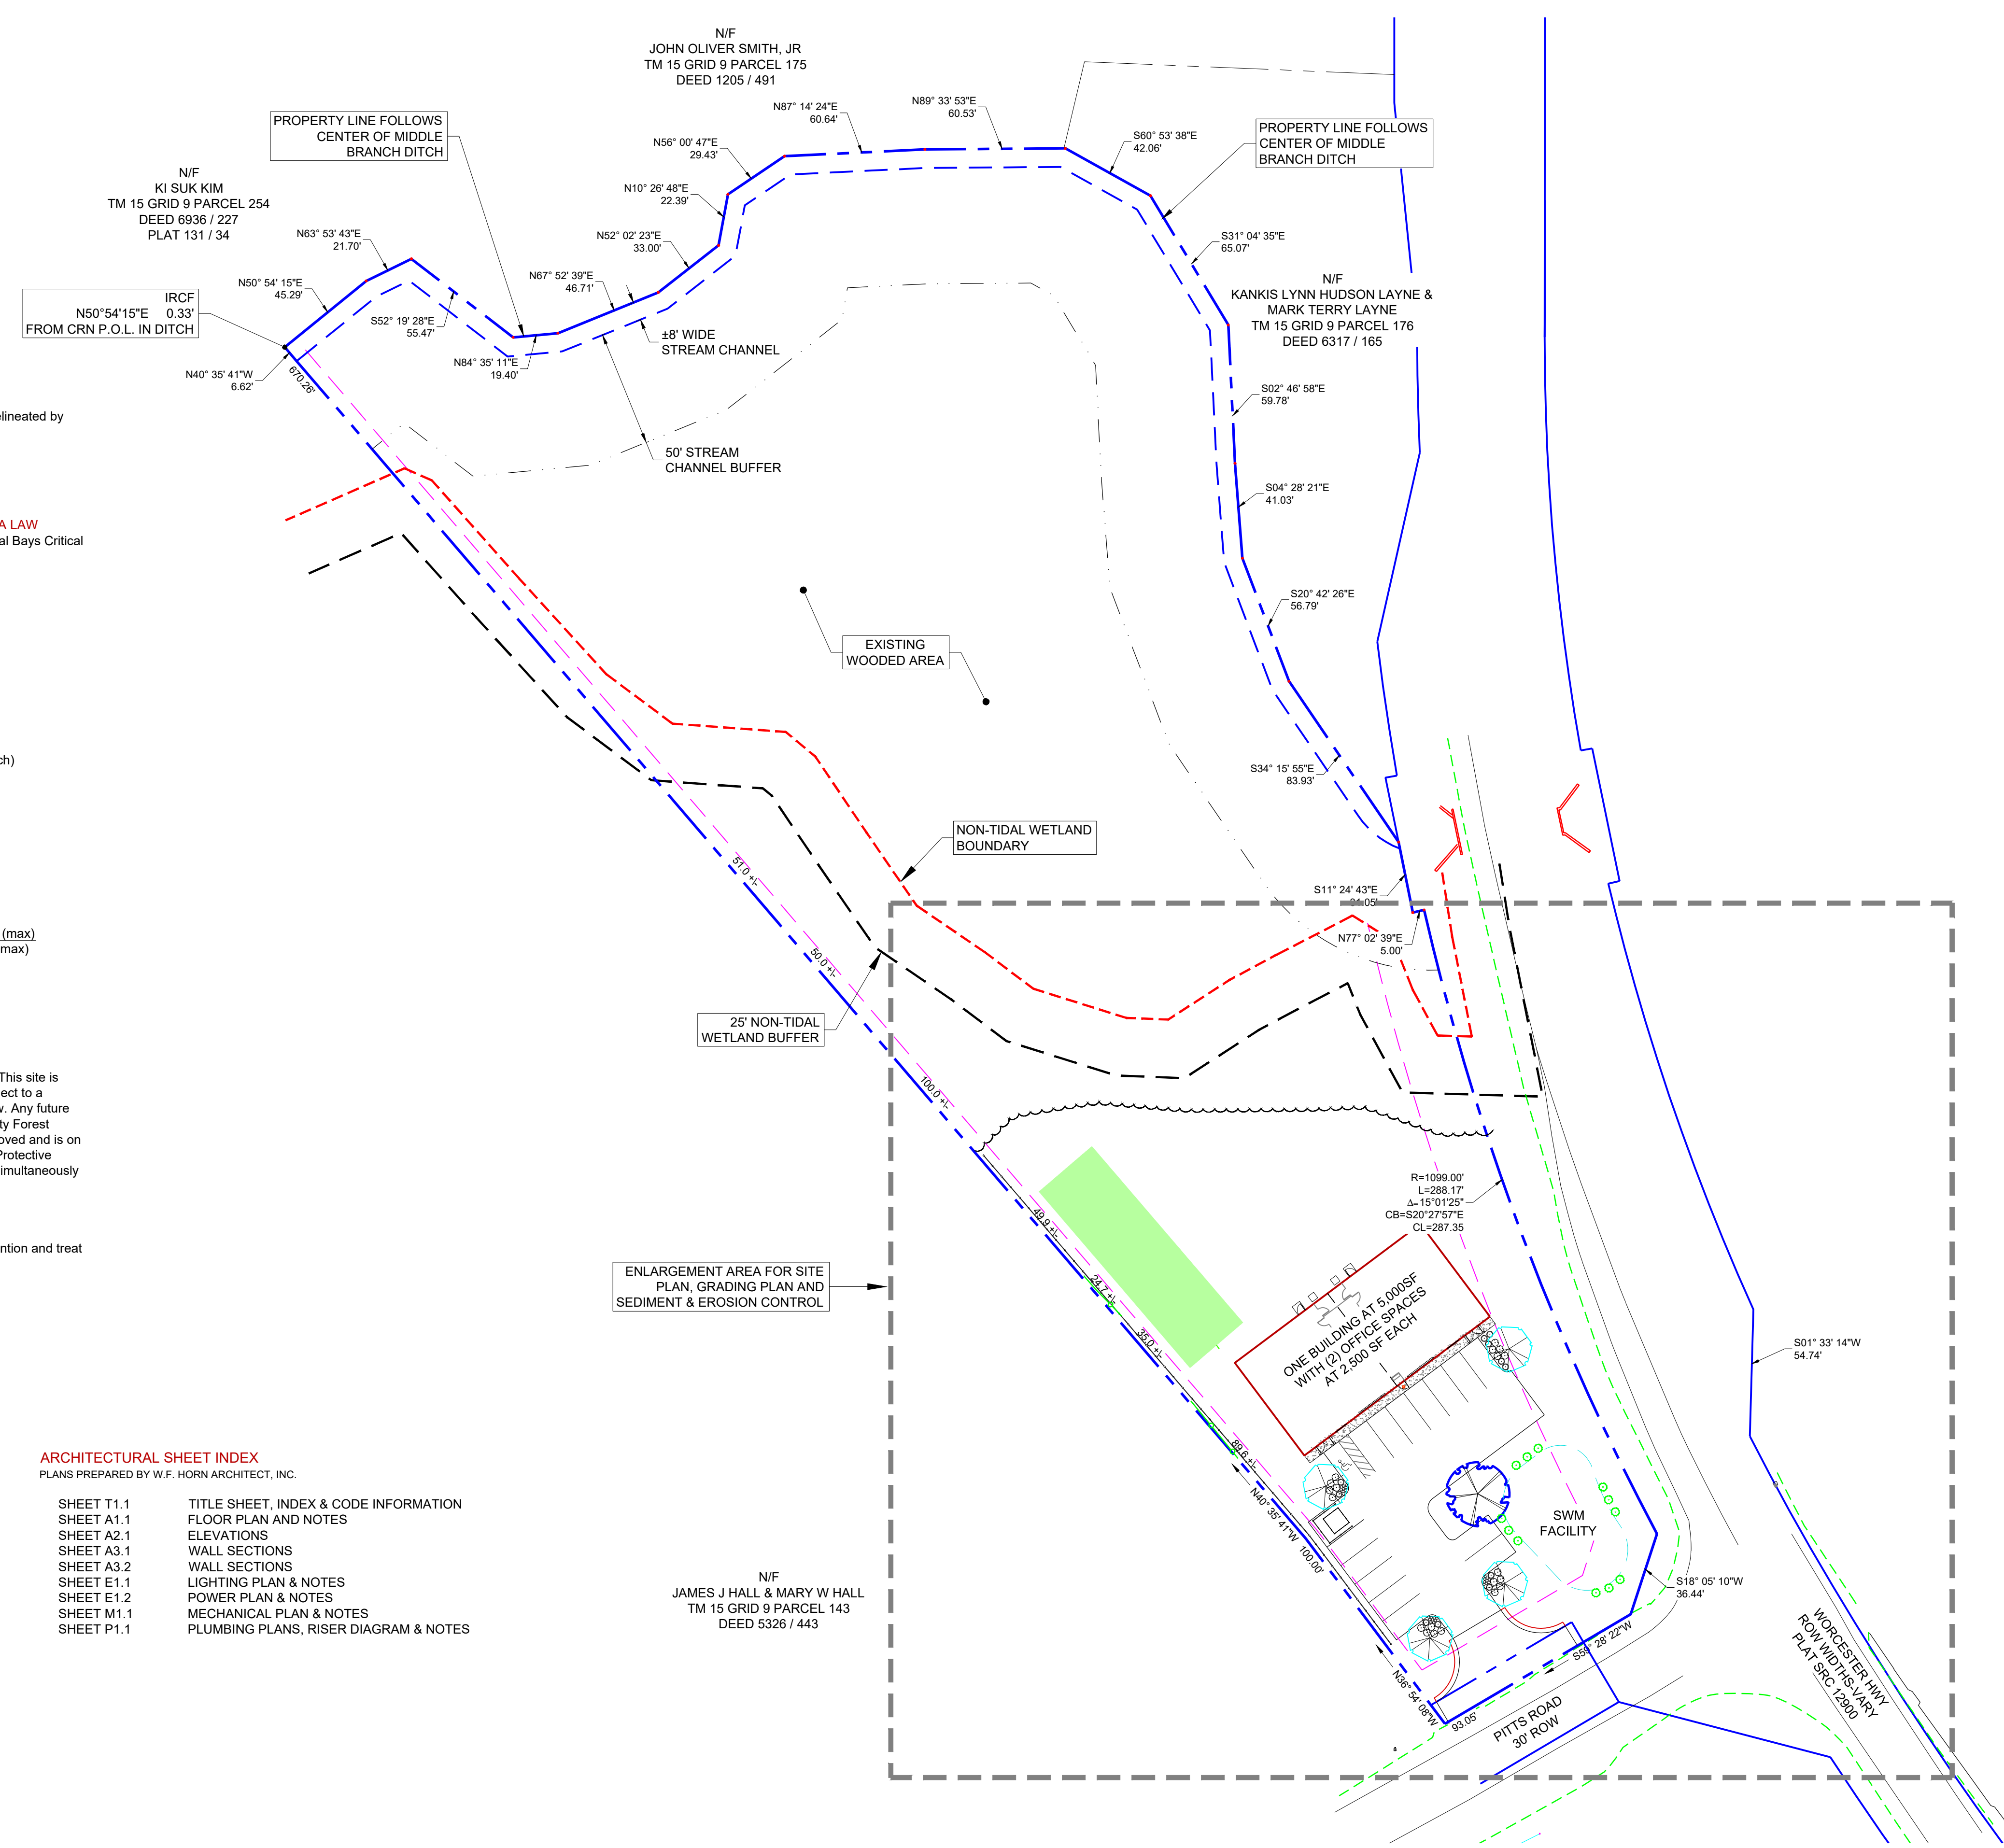 N/F
JOHN OLIVER SMITH, JR
TM 15 GRID 9 PARCEL 175
DEED 1205 / 491
N87° 14' 24"E
60.64'
N89° 33' 53"E
60.53'
PROPERTY LINE FOLLOWS
CENTER OF MIDDLE
BRANCH DITCH
N56° 00' 47"E
29.43'
S60° 53' 38"E
42.06'
PROPERTY LINE FOLLOWS
CENTER OF MIDDLE
BRANCH DITCH
N/F
KI SUK KIM
TM 15 GRID 9 PARCEL 254
DEED 6936 / 227
PLAT 131 / 34
N10° 26' 48"E
22.39'
N63° 53' 43"E
21.70'
N52° 02' 23"E
33.00'
S31° 04' 35"E
65.07'
N50° 54' 15"E
45.29'
N67° 52' 39"E
46.71'
N/F
KANKIS LYNN HUDSON LAYNE &
MARK TERRY LAYNE
TM 15 GRID 9 PARCEL 176
DEED 6317 / 165
IRCF
N50°54'15"E 0.33'
FROM CRN P.O.L. IN DITCH
S52° 19' 28"E
55.47'
±8' WIDE
STREAM CHANNEL
N84° 35' 11"E
19.40'
N40° 35' 41"W
6.62'
670.26'
S02° 46' 58"E
59.78'
elineated by
50' STREAM
CHANNEL BUFFER
S04° 28' 21"E
41.03'
A LAW
al Bays Critical
S20° 42' 26"E
56.79'
EXISTING
WOODED AREA
ch)
S34° 15' 55"E
83.93'
NON-TIDAL WETLAND
BOUNDARY
51.0 +/-
S11° 24' 43"E
N77° 02' 39"E
5.00'
(max)
max)
50.0 +/-
25' NON-TIDAL
WETLAND BUFFER
100.0 +/-
This site is
ject to a
w. Any future
ty Forest
oved and is on
Protective
imultaneously
R=1099.00'
L=288.17'
Δ=15°01'25"
CB=S20°27'57"E
CL=287.35
49.9 +/-
ntion and treat
ENLARGEMENT AREA FOR SITE
PLAN, GRADING PLAN AND
SEDIMENT & EROSION CONTROL
24.7 +/-
35.0 +/-
ONE BUILDING AT 5,000SF
WITH (2) OFFICE SPACES
AT 2,500 SF EACH
S01° 33' 14"W
54.74'
89.6 +/-
N40° 35' 41"W 100.00'
SWM
FACILITY
ARCHITECTURAL SHEET INDEX
PLANS PREPARED BY W.F. HORN ARCHITECT, INC.
SHEET T1.1 TITLE SHEET, INDEX & CODE INFORMATION
SHEET A1.1 FLOOR PLAN AND NOTES
SHEET A2.1 ELEVATIONS
SHEET A3.1 WALL SECTIONS
SHEET A3.2 WALL SECTIONS
SHEET E1.1 LIGHTING PLAN & NOTES
SHEET E1.2 POWER PLAN & NOTES
SHEET M1.1 MECHANICAL PLAN & NOTES
SHEET P1.1 PLUMBING PLANS, RISER DIAGRAM & NOTES
N/F
JAMES J HALL & MARY W HALL
TM 15 GRID 9 PARCEL 143
DEED 5326 / 443
S18° 05' 10"W
36.44'
S59° 28' 22"W
93.05'
N36° 54' 08"W
PITTS ROAD
30' ROW
WORCESTER HWY
ROW WIDTHS-VARY
PLAT SRC 12900